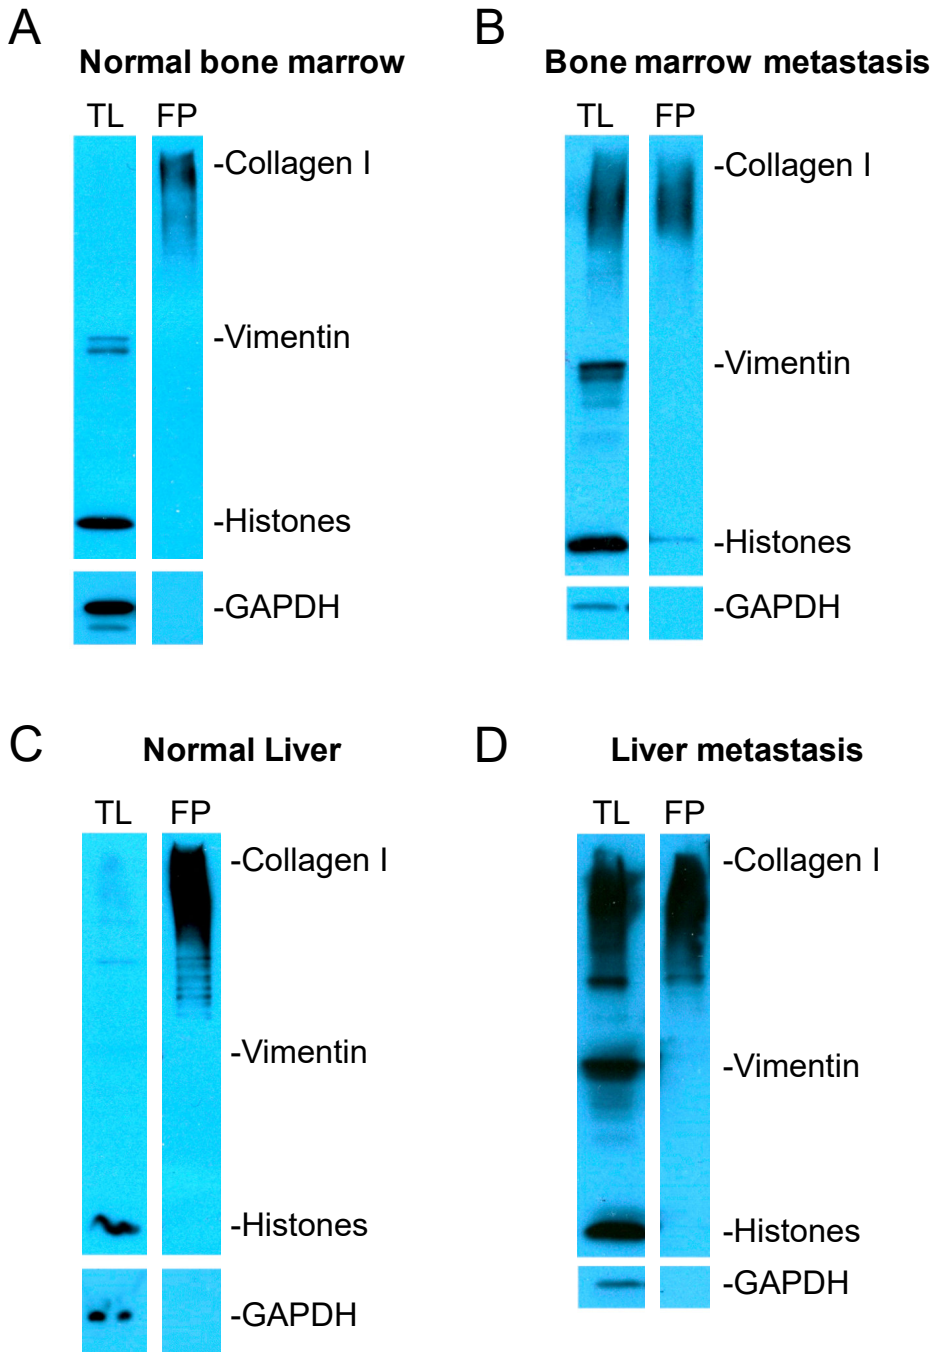 A
Normal bone marrow
TL FP
-Collagen I
-Vimentin
-Histones
-GAPDH
B
Bone marrow metastasis
TL FP
-Collagen I
-Vimentin
-Histones
-GAPDH
C
Normal Liver
TL FP
-Collagen I
-Vimentin
-Histones
-GAPDH
D
Liver metastasis
TL FP
-Collagen I
-Vimentin
-Histones
-GAPDH